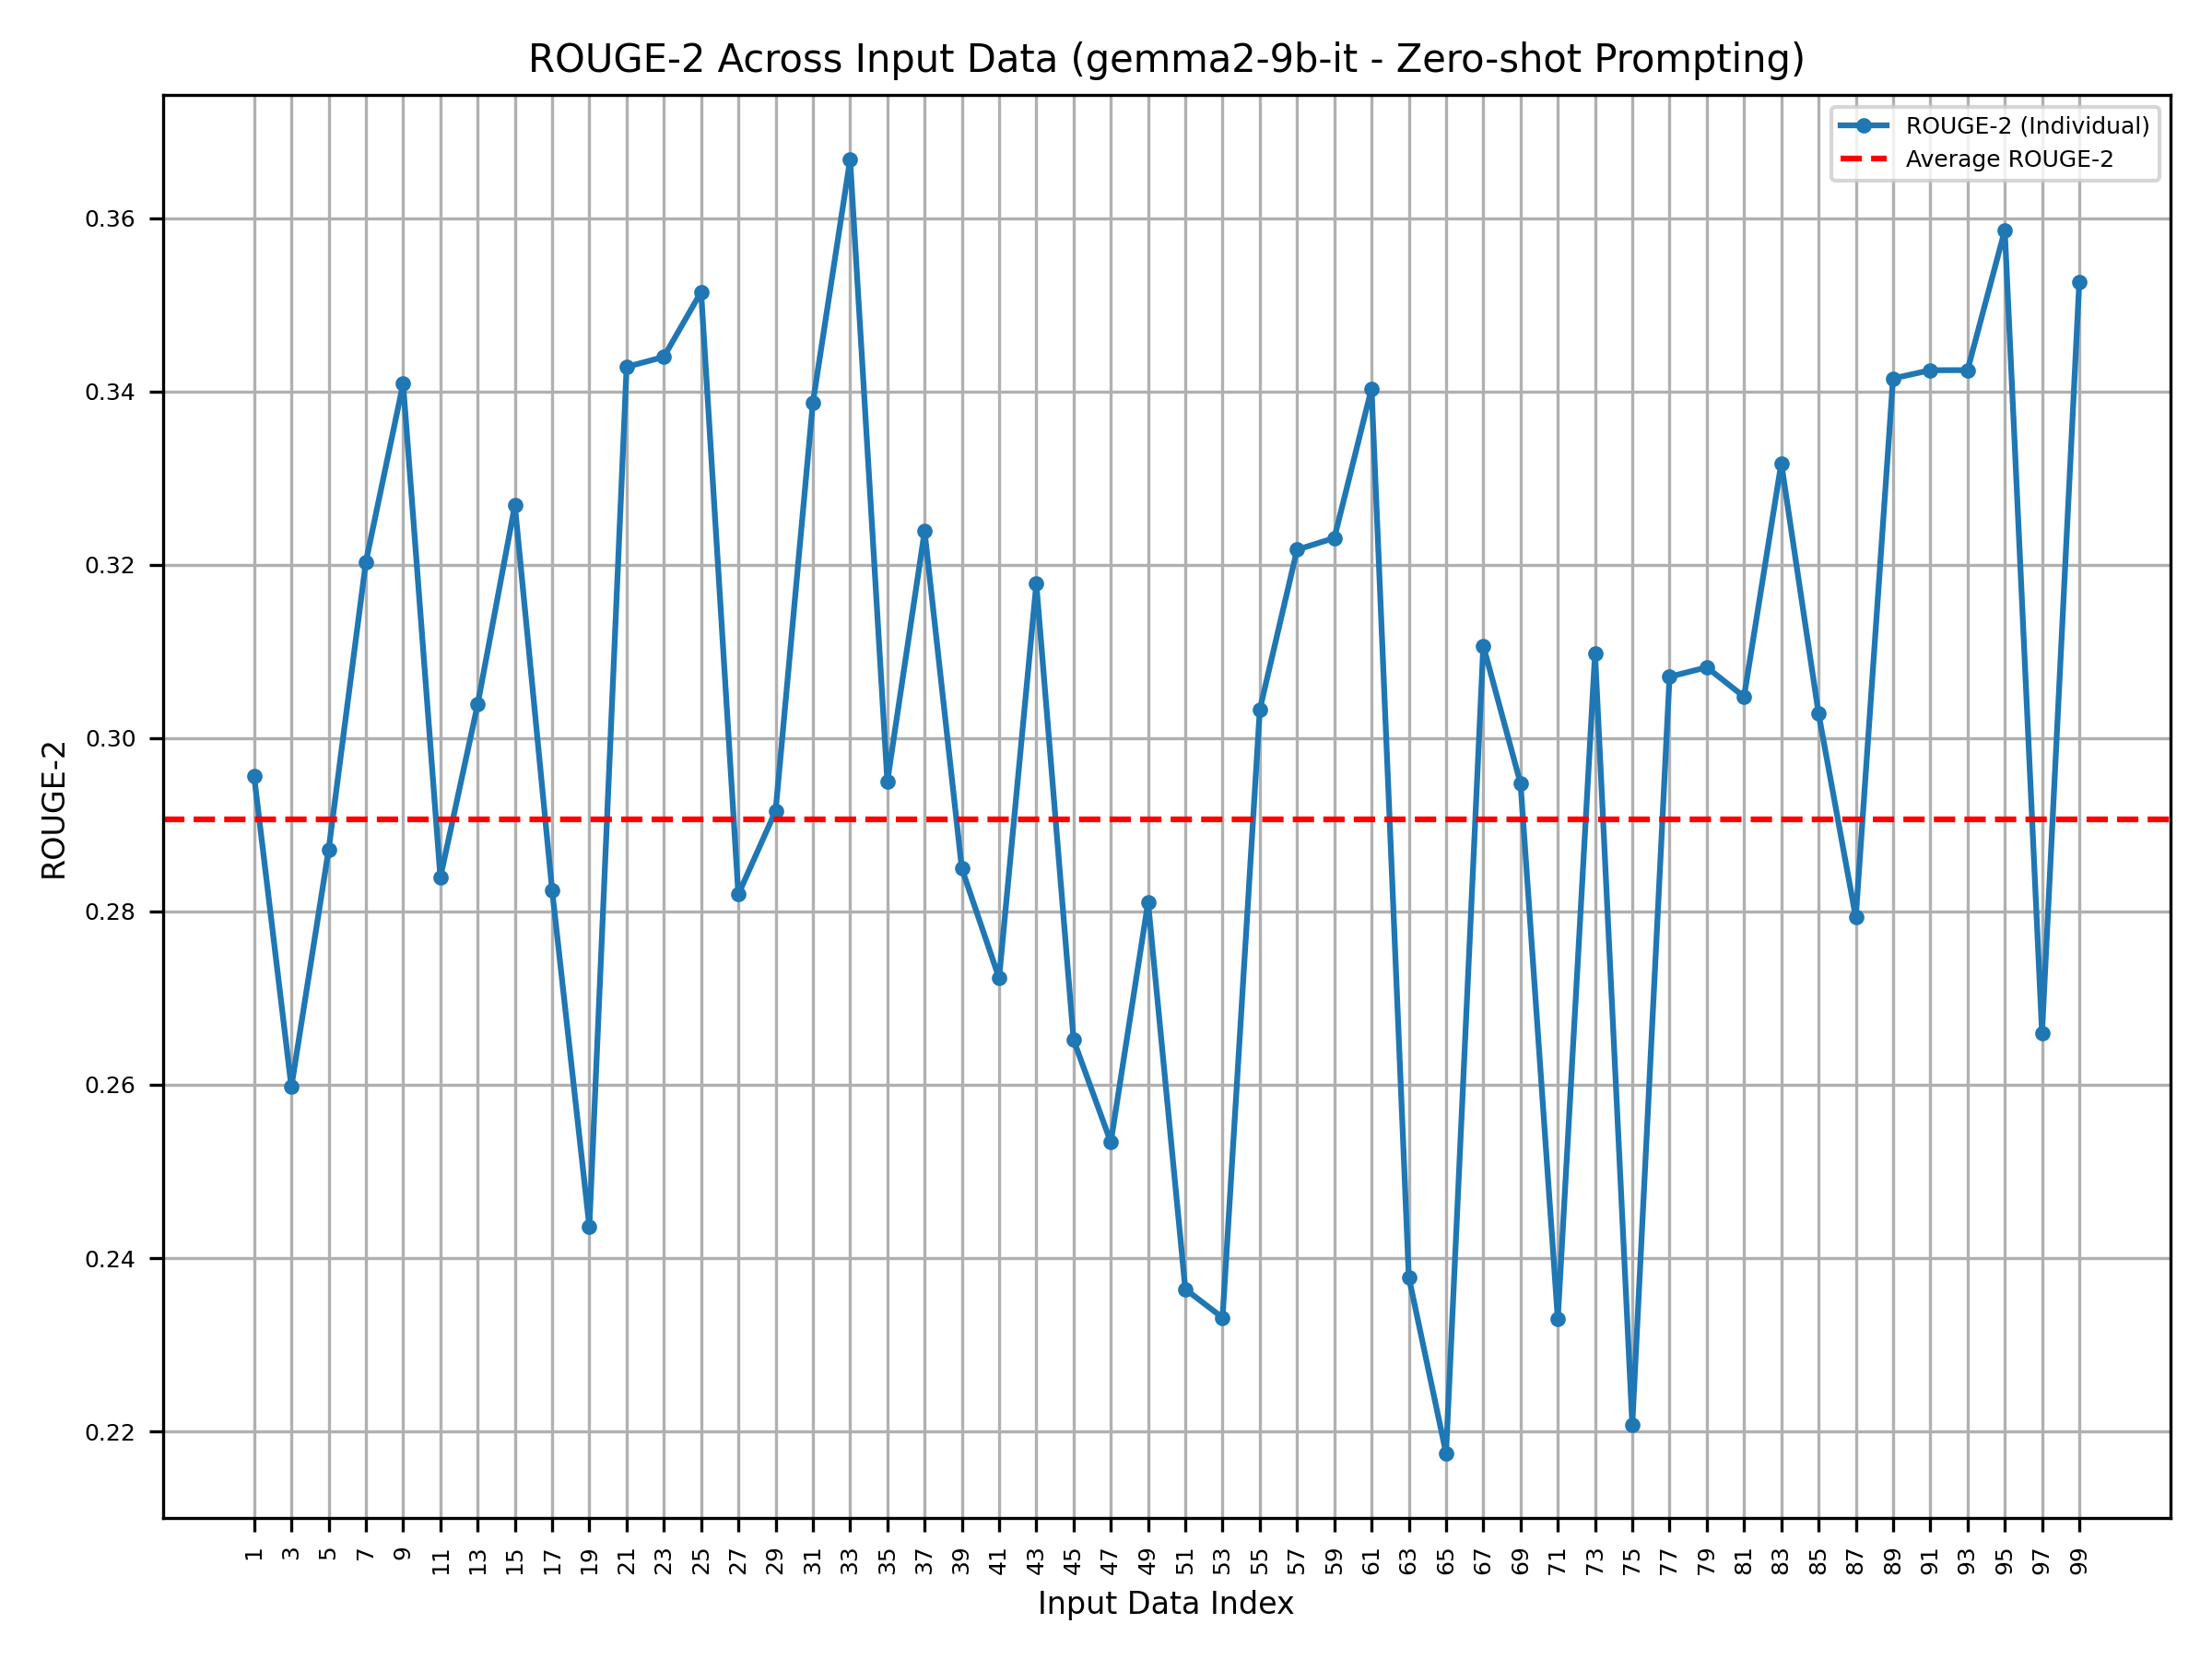 ROUGE-2 Across Input Data (gemma2-9b-it - Zero-shot Prompting)
ROUGE-2 (Individual)
Average ROUGE-2
ROUGE-2
0.36
0.34
0.32
0.30
0.28
0.26
0.24
0.22
1 3 5 7 9 11 13 15 17 19 21 23 25 27 29 31 33 35 37 39 41 43 45 47 49 51 53 55 57 59 61 63 65 67 69 71 73 75 77 79 81 83 85 87 89 91 93 95 97 99
Input Data Index